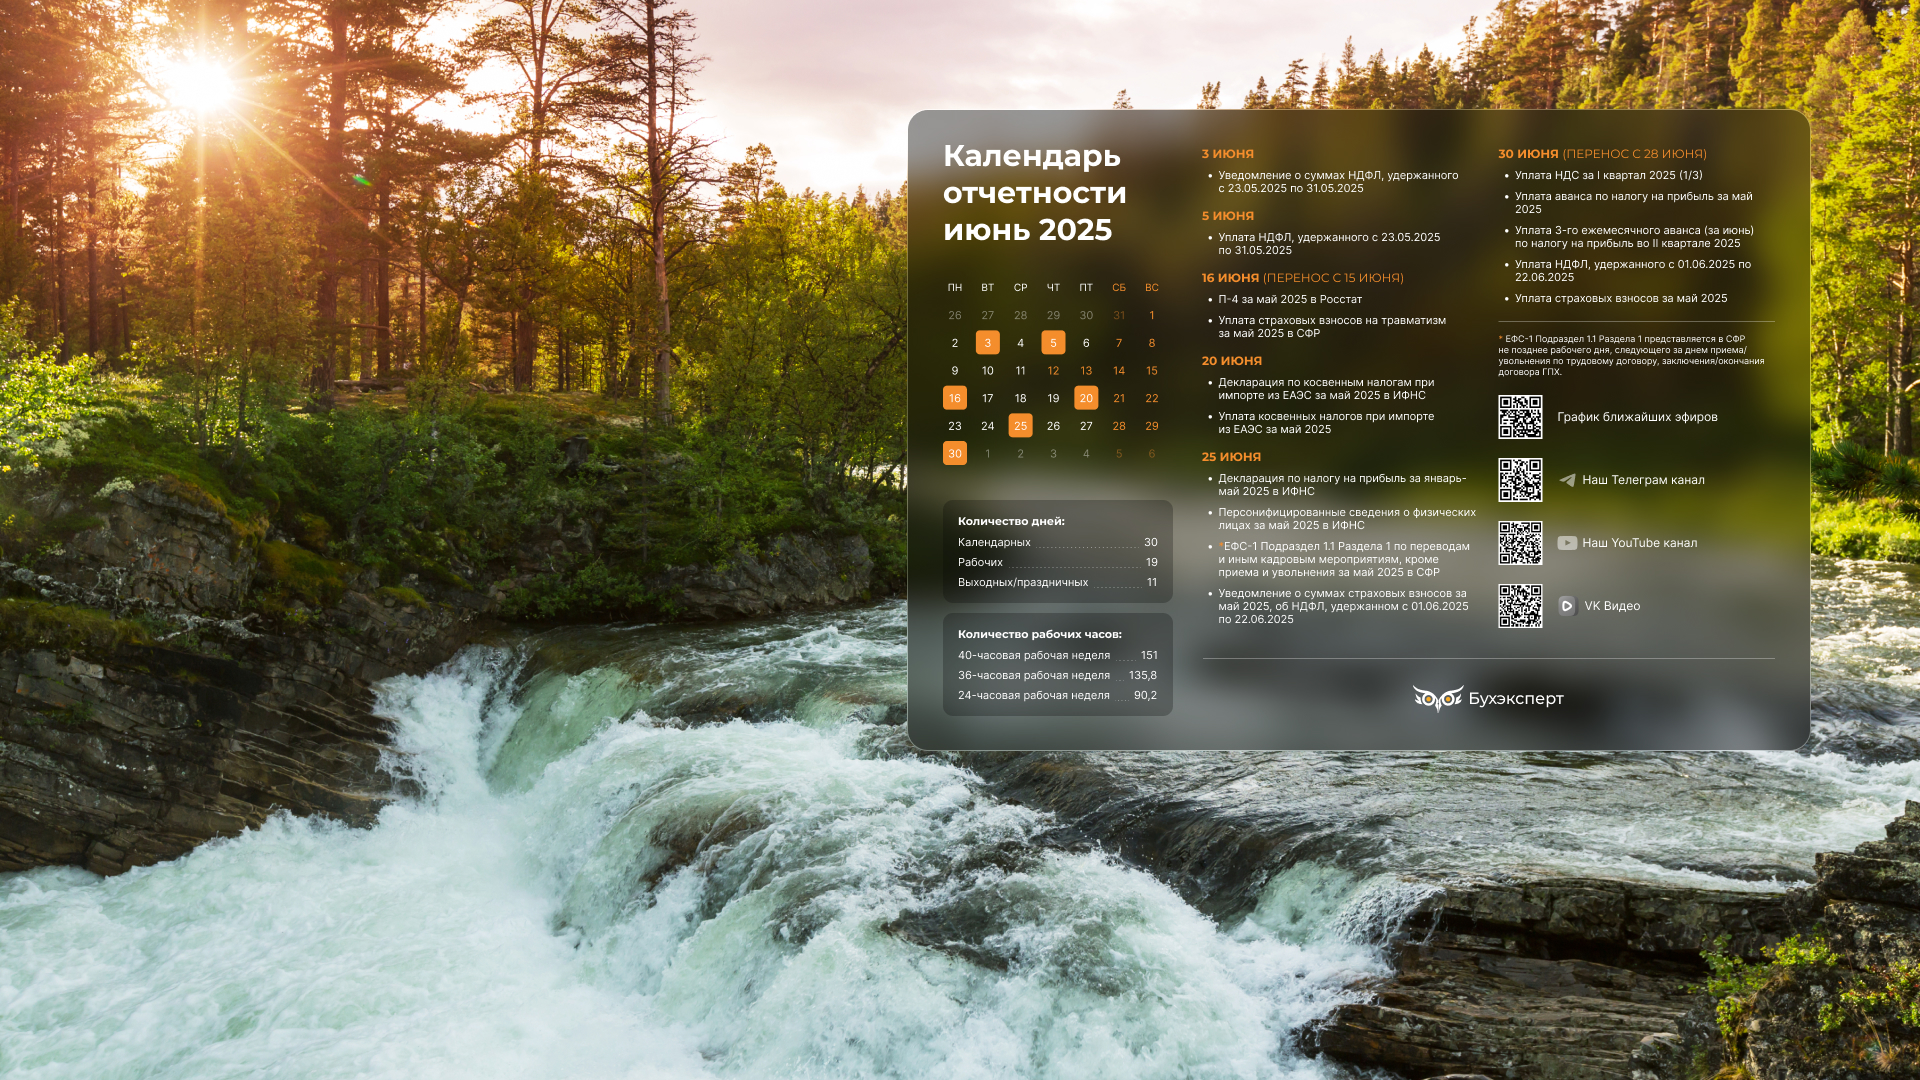 Календарь
отчетности
июнь 2025
ПН ВТ СР ЧТ ПТ СБ ВС
26 27 28 29 30 31 1
2 3 4 5 6 7 8
9 10 11 12 13 14 15
16 17 18 19 20 21 22
23 24 25 26 27 28 29
30 1 2 3 4 5 6
Количество дней:
Календарных 30
Рабочих 19
Выходных/праздничных 11
Количество рабочих часов:
40-часовая рабочая неделя 151
36-часовая рабочая неделя 135,8
24-часовая рабочая неделя 90,2
3 ИЮНЯ
• Уведомление о суммах НДФЛ, удержанного
с 23.05.2025 по 31.05.2025
5 ИЮНЯ
• Уплата НДФЛ, удержанного с 23.05.2025
по 31.05.2025
16 ИЮНЯ (ПЕРЕНОС С 15 ИЮНЯ)
• П-4 за май 2025 в Росстат
• Уплата страховых взносов на травматизм
за май 2025 в СФР
20 ИЮНЯ
• Декларация по косвенным налогам при
импорте из ЕАЭС за май 2025 в ИФНС
• Уплата косвенных налогов при импорте
из ЕАЭС за май 2025
25 ИЮНЯ
• Декларация по налогу на прибыль за январь-
май 2025 в ИФНС
• Персонифицированные сведения о физических
лицах за май 2025 в ИФНС
• *ЕФС-1 Подраздел 1.1 Раздела 1 по переводам
и иным кадровым мероприятиям, кроме
приема и увольнения за май 2025 в СФР
• Уведомление о суммах страховых взносов за
май 2025, об НДФЛ, удержанном с 01.06.2025
по 22.06.2025
30 ИЮНЯ (ПЕРЕНОС С 28 ИЮНЯ)
• Уплата НДС за I квартал 2025 (1/3)
• Уплата аванса по налогу на прибыль за май
2025
• Уплата 3-го ежемесячного аванса (за июнь)
по налогу на прибыль во II квартале 2025
• Уплата НДФЛ, удержанного с 01.06.2025 по
22.06.2025
• Уплата страховых взносов за май 2025
* ЕФС-1 Подраздел 1.1 Раздела 1 представляется в СФР
не позднее рабочего дня, следующего за днем приема/
увольнения по трудовому договору, заключения/окончания
договора ГПХ.
График ближайших эфиров
Наш Телеграм канал
Наш YouTube канал
VK Видео
Бухэксперт